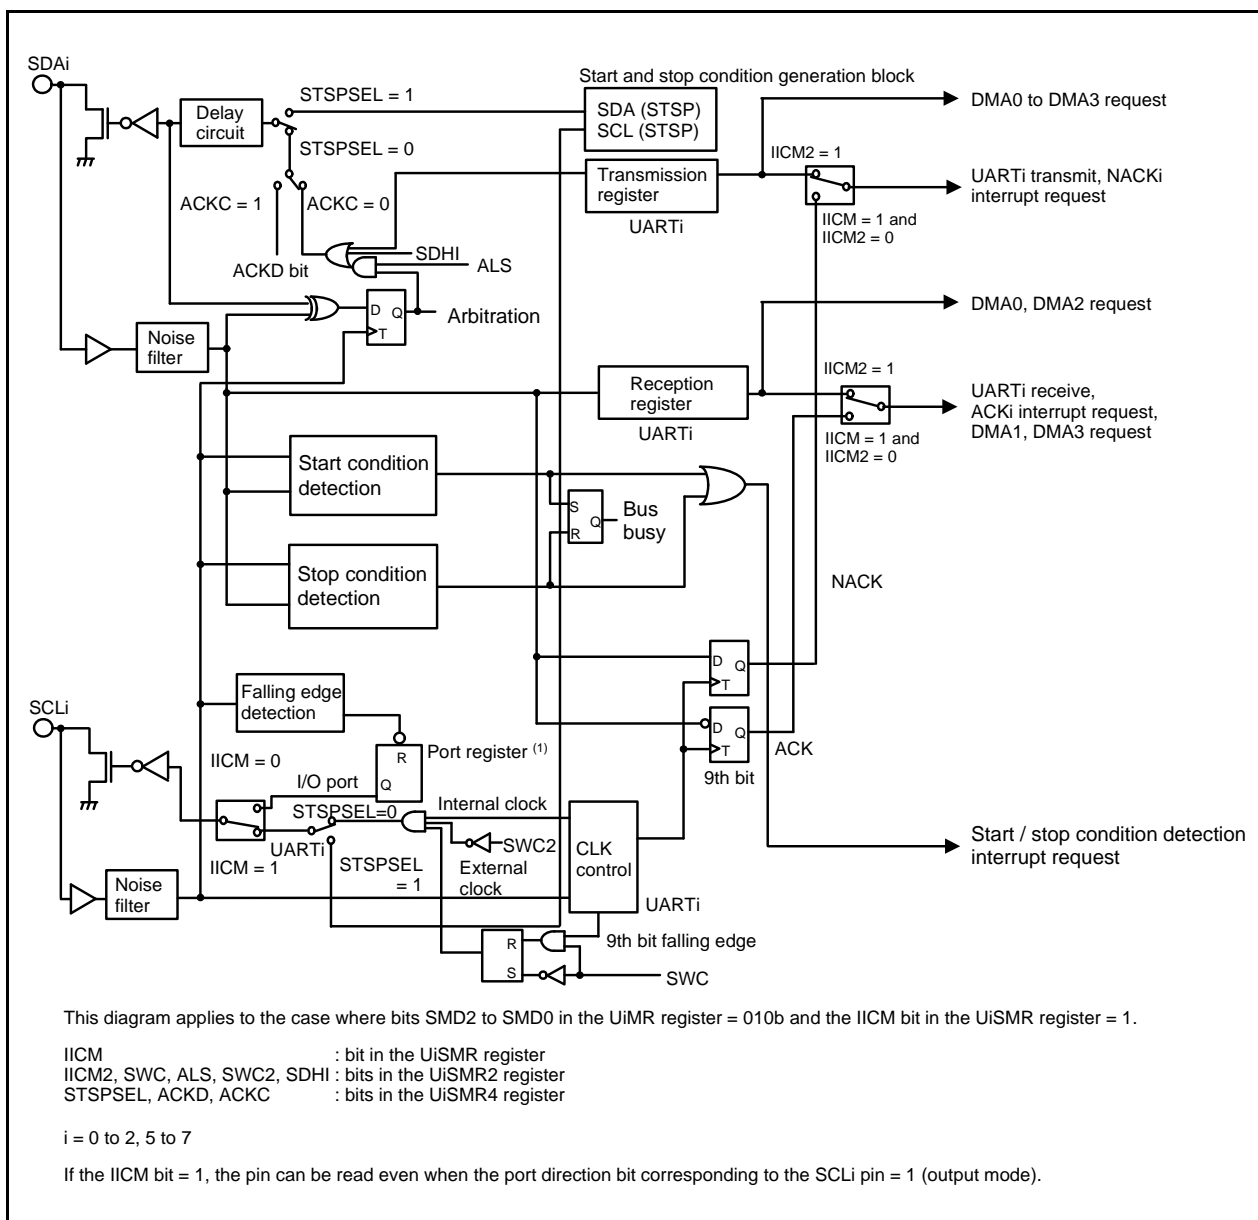 SDAi
Start and stop condition generation block
STSPSEL = 1
Delay
circuit
SDA (STSP)
SCL (STSP)
DMA0 to DMA3 request
STSPSEL = 0
IICM2 = 1
Transmission
register
UARTi transmit, NACKi
interrupt request
ACKC = 1
ACKC = 0
UARTi
IICM = 1 and
IICM2 = 0
SDHI
ACKD bit
ALS
D
Q
T
Arbitration
DMA0, DMA2 request
Noise
filter
IICM2 = 1
Reception
register
UARTi receive,
ACKi interrupt request,
DMA1, DMA3 request
UARTi
IICM = 1 and
IICM2 = 0
Start condition
detection
S
Q
R
Bus
busy
Stop condition
detection
NACK
D
Q
T
Falling edge
detection
SCLi
D
Q
T
ACK
9th bit
R
Q
Port register (1)
IICM = 0
I/O port
Internal clock
STSPSEL=0
UARTi
SWC2
CLK
control
Start / stop condition detection
interrupt request
IICM = 1
STSPSEL
= 1
External
clock
Noise
filter
UARTi
R
S
9th bit falling edge
SWC
This diagram applies to the case where bits SMD2 to SMD0 in the UiMR register = 010b and the IICM bit in the UiSMR register = 1.
IICM : bit in the UiSMR register
IICM2, SWC, ALS, SWC2, SDHI : bits in the UiSMR2 register
STSPSEL, ACKD, ACKC : bits in the UiSMR4 register
i = 0 to 2, 5 to 7
If the IICM bit = 1, the pin can be read even when the port direction bit corresponding to the SCLi pin = 1 (output mode).